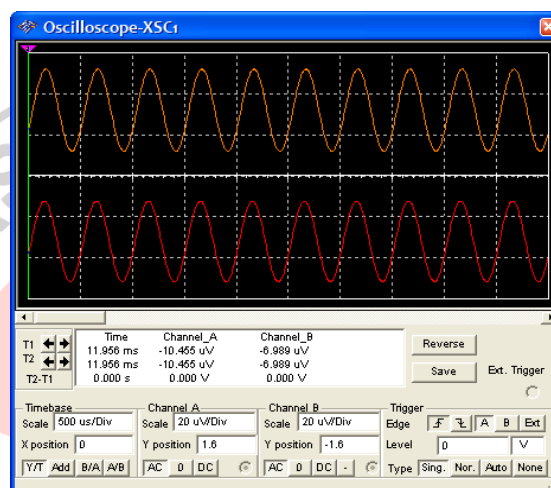 Oscilloscope-XSC1
1
Time Channel_A Channel_B
T1 11.956 ms -10.455 uV -6.989 uV
T2 11.956 ms -10.455 uV -6.989 uV
T2-T1 0.000 s 0.000 V 0.000 V
Reverse
Save
Ext. Trigger
Timebase
Scale 500 us/Div
X position 0
Y/T Add B/A A/B
Channel A
Scale 20 uV/Div
Y position 1.6
AC 0 DC
Channel B
Scale 20 uV/Div
Y position -1.6
AC 0 DC -
Trigger
Edge A B Ext
Level 0 V
Type Sing. Nor. Auto None